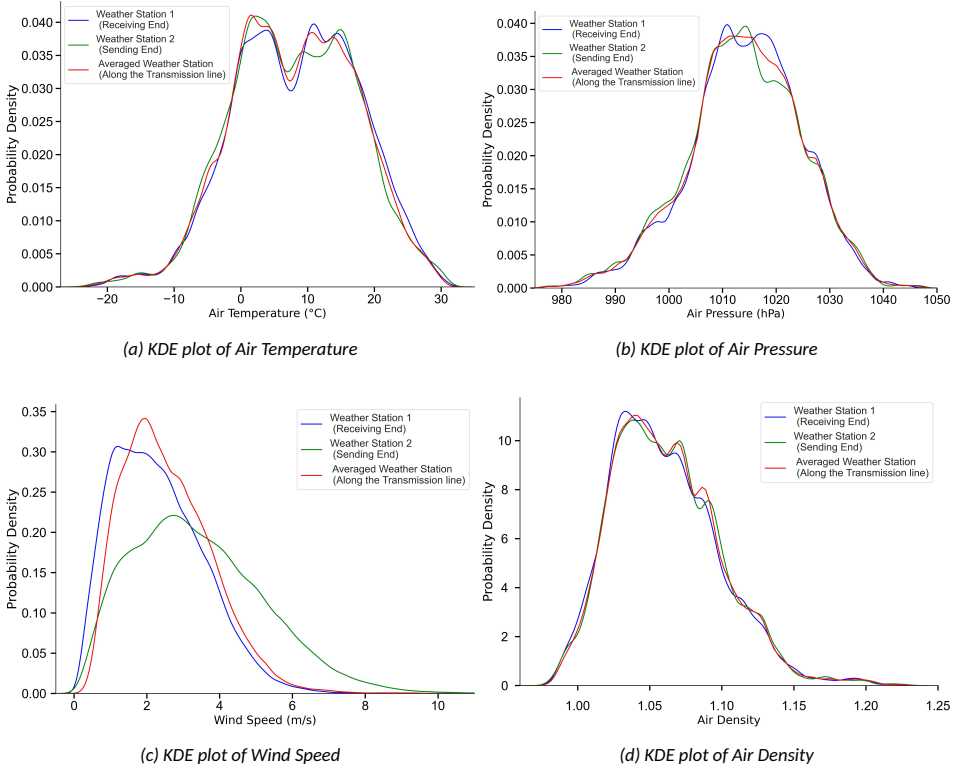 0.040
0.035
0.030
0.025
0.020
0.015
0.010
0.005
0.000
Probability Density
Weather Station 1
(Receiving End)
Weather Station 2
(Sending End)
Averaged Weather Station
(Along the Transmission line)
−20
−10
0
10
20
30
Air Temperature (°C)
(a) KDE plot of Air Temperature
0.040
0.035
0.030
0.025
0.020
0.015
0.010
0.005
0.000
Probability Density
Weather Station 1
(Receiving End)
Weather Station 2
(Sending End)
Averaged Weather Station
(Along the Transmission line)
980
990
1000
1010
1020
1030
1040
1050
Air Pressure (hPa)
(b) KDE plot of Air Pressure
0.35
0.30
0.25
0.20
0.15
0.10
0.05
0.00
Probability Density
Weather Station 1
(Receiving End)
Weather Station 2
(Sending End)
Averaged Weather Station
(Along the Transmission line)
0
2
4
6
8
10
Wind Speed (m/s)
(c) KDE plot of Wind Speed
10
8
6
4
2
0
Probability Density
Weather Station 1
(Receiving End)
Weather Station 2
(Sending End)
Averaged Weather Station
(Along the Transmission line)
1.00
1.05
1.10
1.15
1.20
1.25
Air Density
(d) KDE plot of Air Density